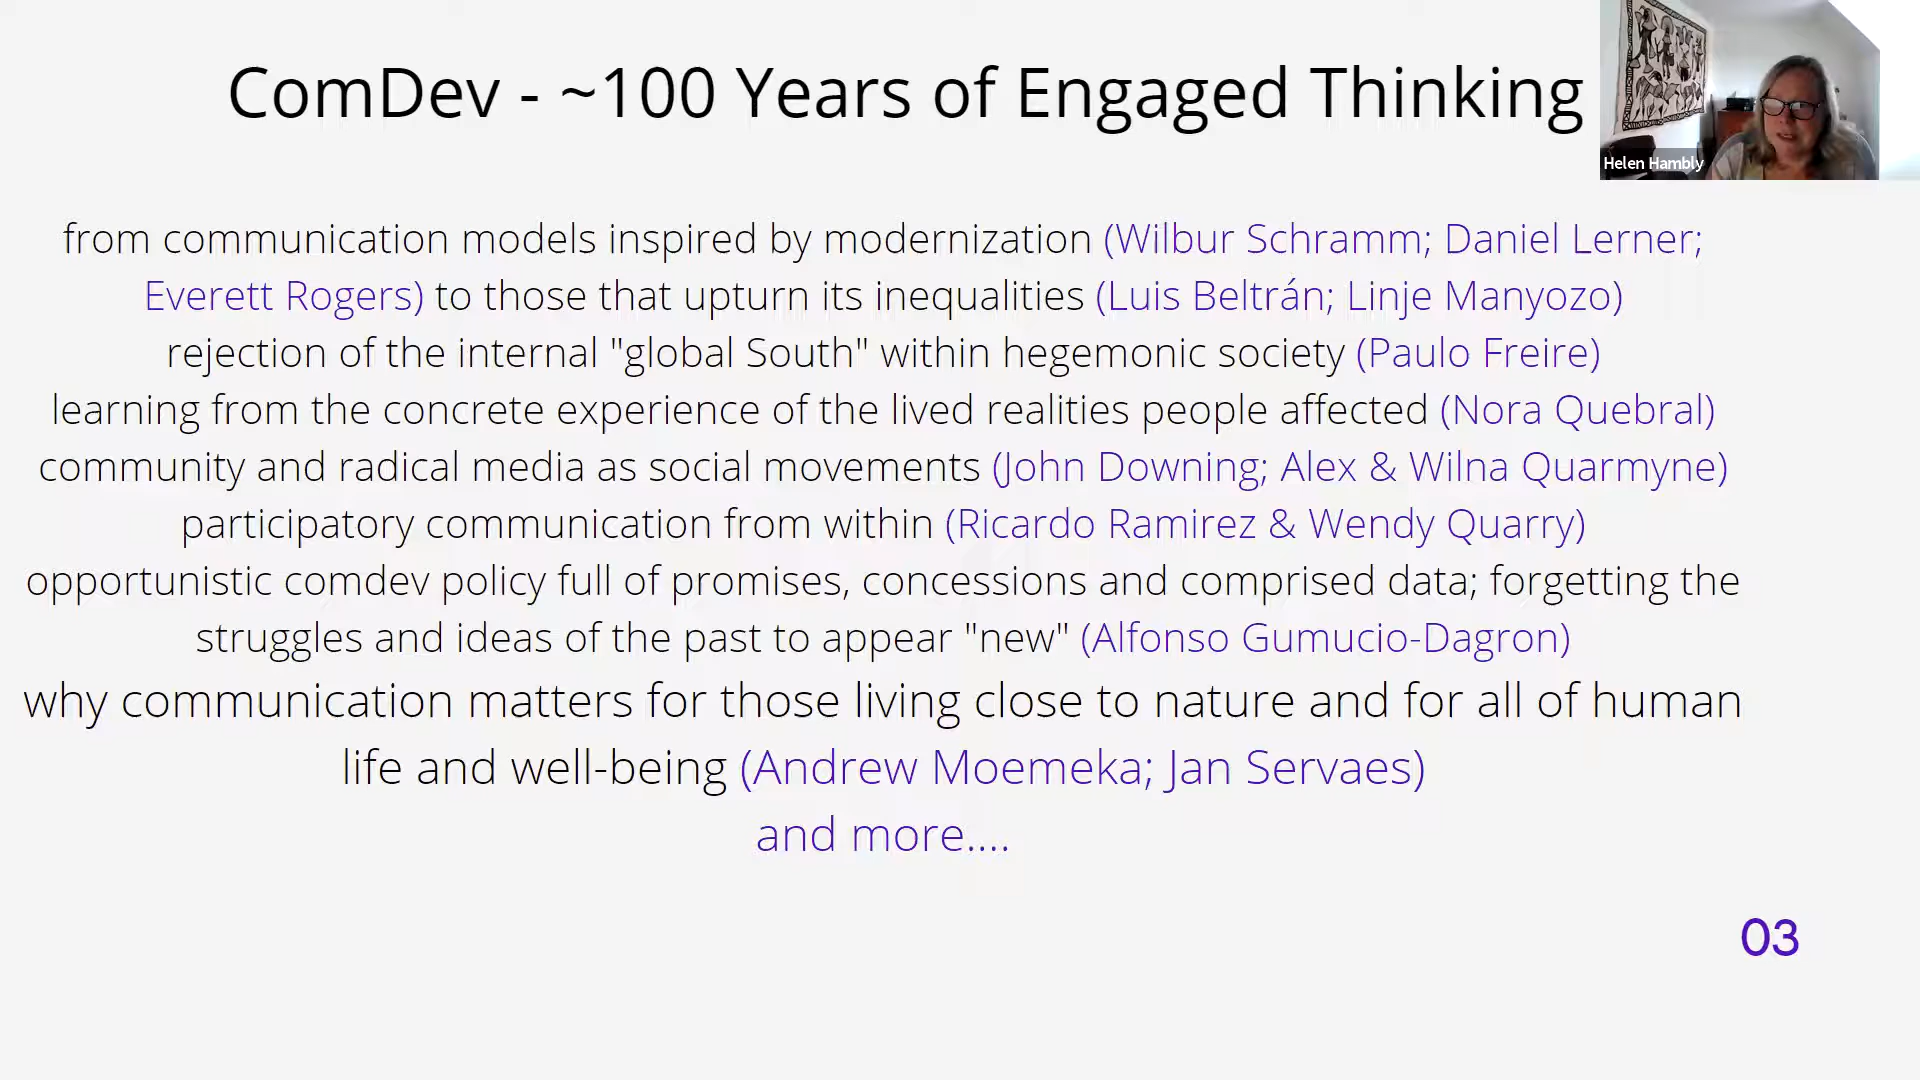 ComDev - ~100 Years of Engaged Thinking
Helen Hambly
from communication models inspired by modernization (Wilbur Schramm; Daniel Lerner;
Everett Rogers) to those that upturn its inequalities (Luis Beltrán; Linje Manyozo)
rejection of the internal "global South" within hegemonic society (Paulo Freire)
learning from the concrete experience of the lived realities people affected (Nora Quebral)
community and radical media as social movements (John Downing; Alex & Wilna Quarmyne)
participatory communication from within (Ricardo Ramirez & Wendy Quarry)
opportunistic comdev policy full of promises, concessions and comprised data; forgetting the
struggles and ideas of the past to appear "new" (Alfonso Gumucio-Dagron)
why communication matters for those living close to nature and for all of human
life and well-being (Andrew Moemeka; Jan Servaes)
and more....
03